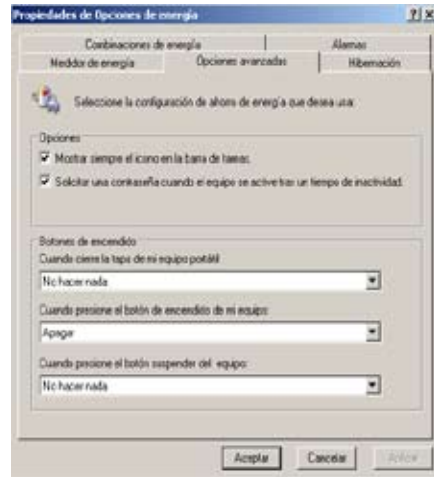 Propiedades de Opciones de energía
Combinaciones de energía
Alarmas
Medidor de energía
Opciones avanzadas
Hibernación
Seleccione la configuración de ahorro de energía que desea usar.
Opciones
Mostrar siempre el icono en la barra de tareas.
Solicitar una contraseña cuando el equipo se active tras un tiempo de inactividad.
Botones de encendido
Cuando cierre la tapa de mi equipo portátil
No hacer nada
Cuando presione el botón de encendido de mi equipo:
Apagar
Cuando presione el botón suspender del equipo:
No hacer nada
Aceptar
Cancelar
Aplicar